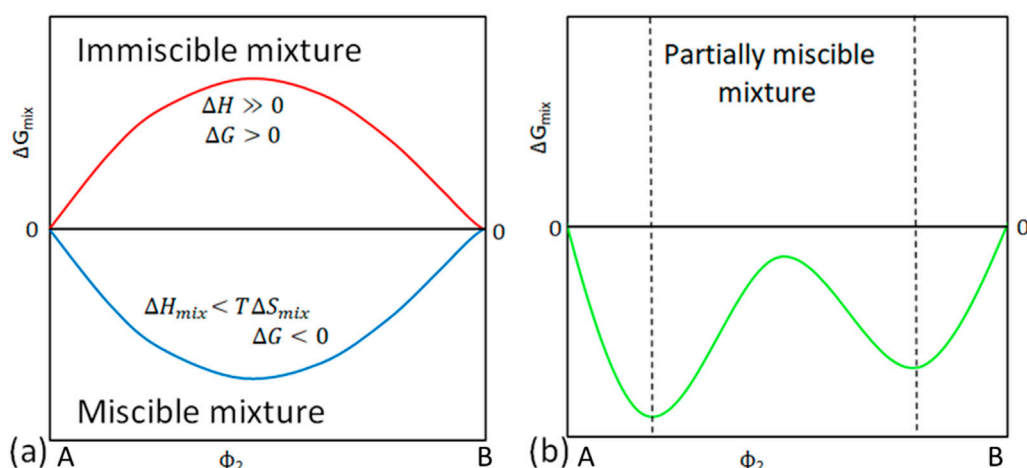 Immiscible mixture
ΔH ≫ 0
ΔG > 0
ΔG_mix
0
0
ΔH_mix < TΔS_mix
ΔG < 0
Miscible mixture
(a)
A
Φ₂
B
Partially miscible
mixture
ΔG_mix
0
0
(b)
A
Φ₂
B